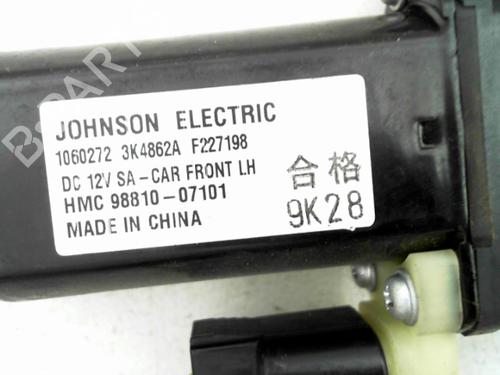 JOHNSON ELECTRIC
1060272 3K4862A F227198
DC 12V SA-CAR FRONT LH
HMC 98810-07101
MADE IN CHINA
合格
9K28